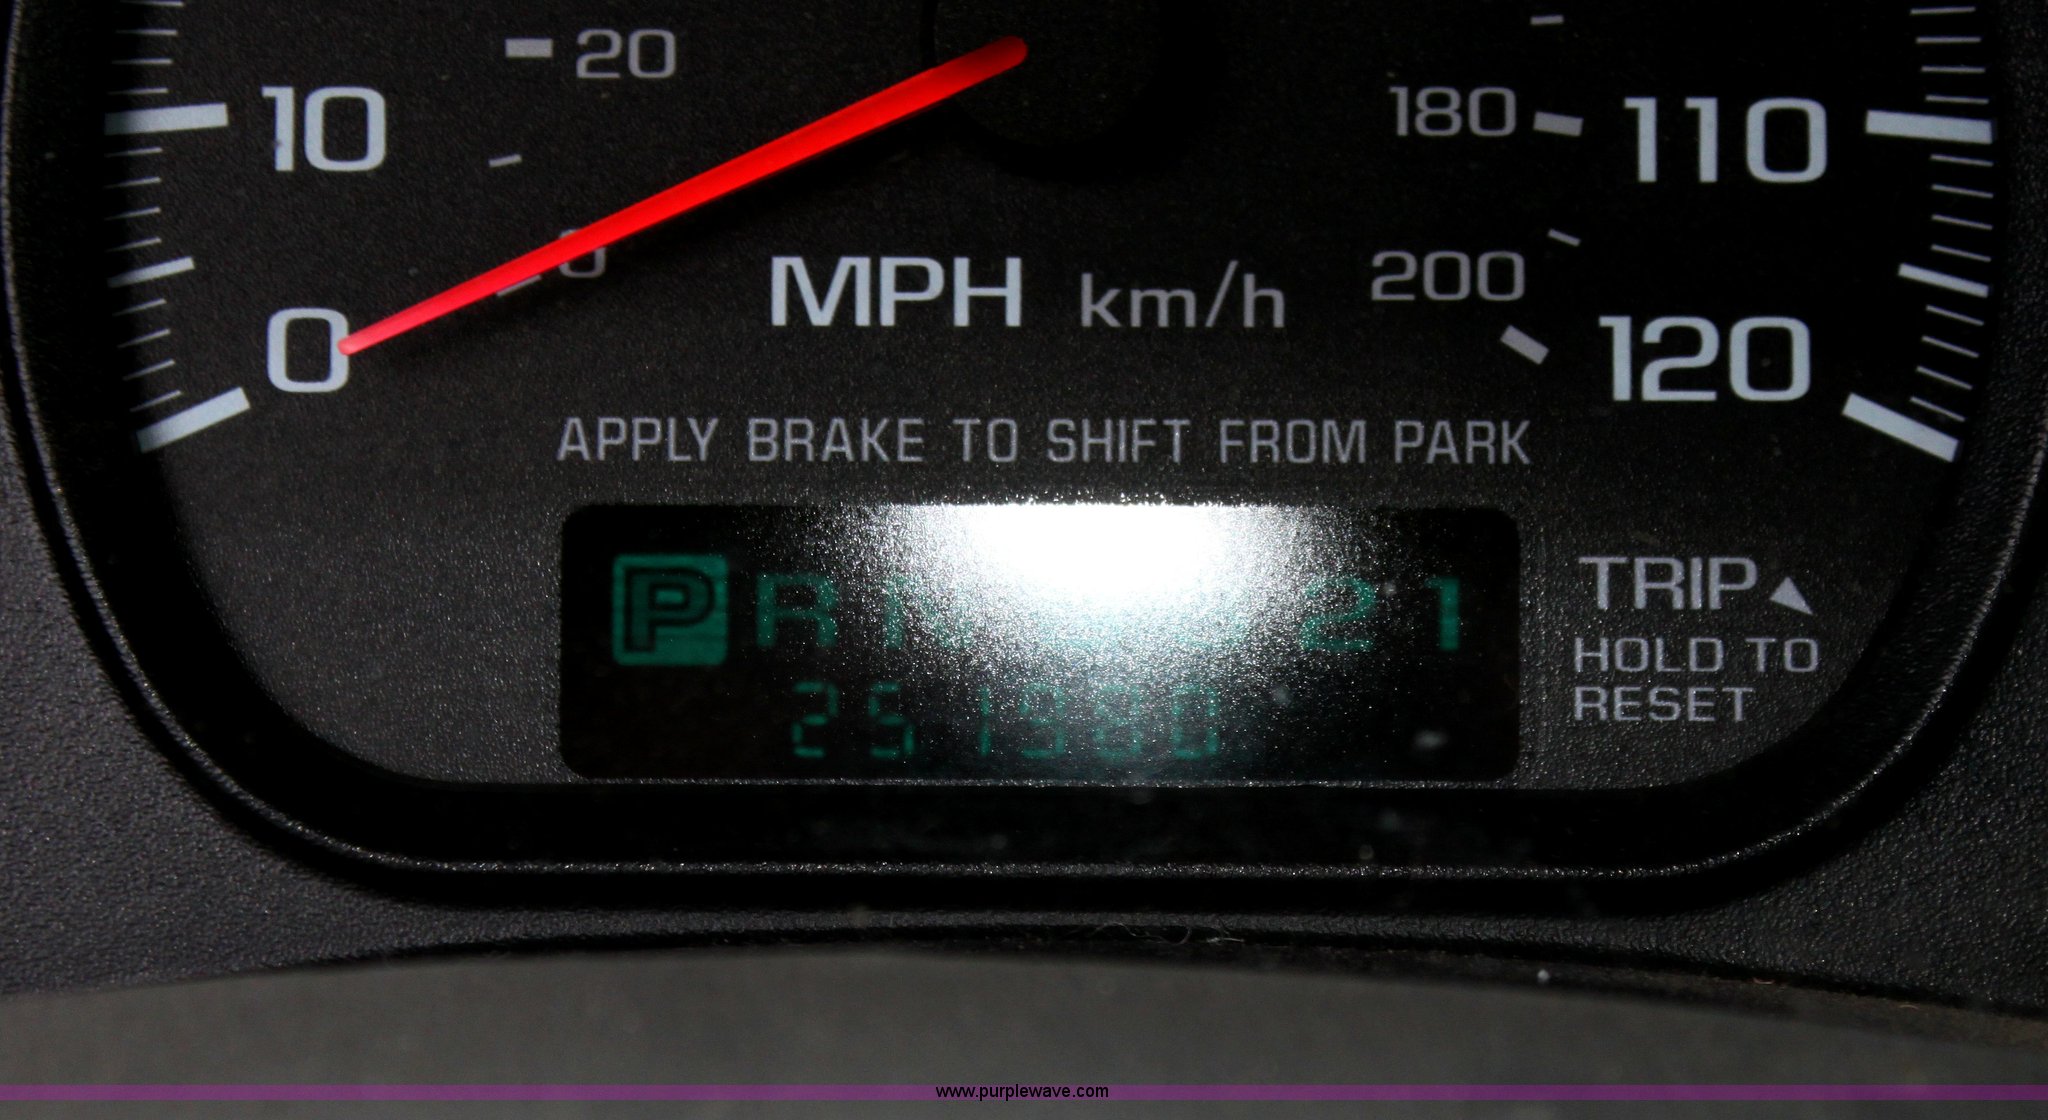 20
10
180
110
0
MPH km/h
200
0
120
APPLY BRAKE TO SHIFT FROM PARK
P R N 2 1
TRIP
HOLD TO
RESET
www.purplewave.com